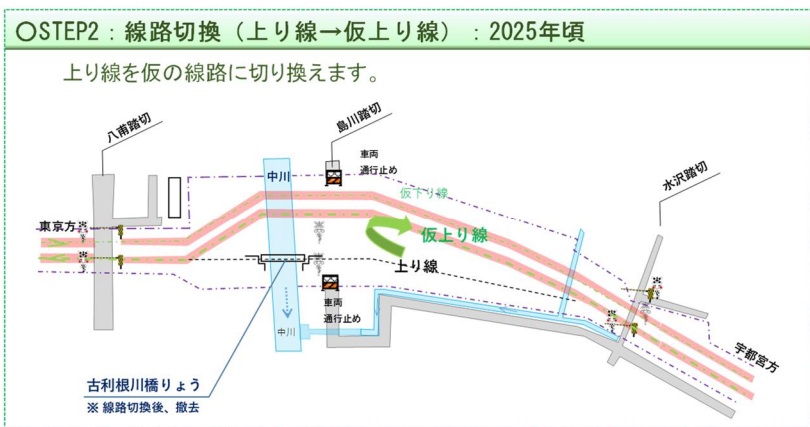 〇STEP2：線路切換（上り線→仮上り線）：2025年頃
上り線を仮の線路に切り換えます。
八甫踏切
島川踏切
車両
通行止め
中川
仮下り線
水沢踏切
東京方
仮上り線
上り線
車両
通行止め
中川
宇都宮方
古利根川橋りょう
※ 線路切換後、撤去